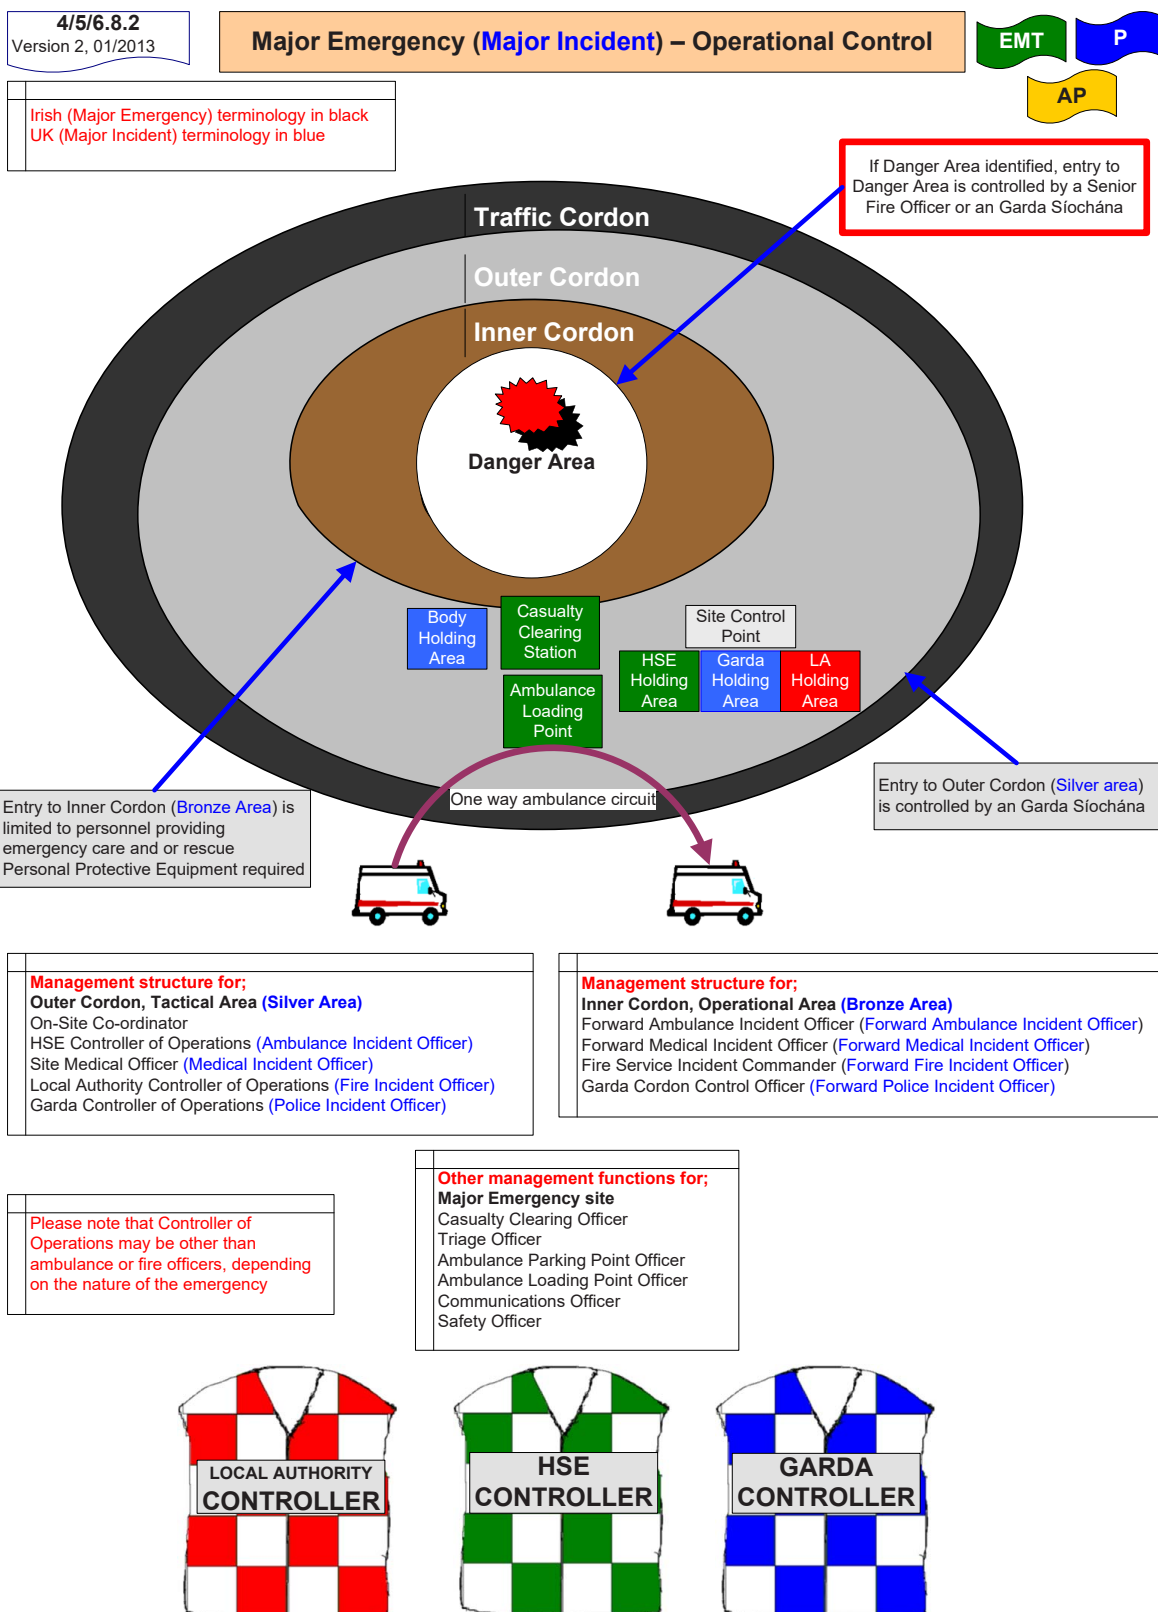 4/5/6.8.2
Version 2, 01/2013
Major Emergency (Major Incident) – Operational Control
EMT
P
AP
Irish (Major Emergency) terminology in black
UK (Major Incident) terminology in blue
If Danger Area identified, entry to
Danger Area is controlled by a Senior
Fire Officer or an Garda Síochána
Traffic Cordon
Outer Cordon
Inner Cordon
Danger Area
Body
Holding
Area
Casualty
Clearing
Station
Site Control
Point
HSE
Holding
Area
Garda
Holding
Area
LA
Holding
Area
Ambulance
Loading
Point
One way ambulance circuit
Entry to Inner Cordon (Bronze Area) is
limited to personnel providing
emergency care and or rescue
Personal Protective Equipment required
Entry to Outer Cordon (Silver area)
is controlled by an Garda Síochána
Management structure for;
Outer Cordon, Tactical Area (Silver Area)
On-Site Co-ordinator
HSE Controller of Operations (Ambulance Incident Officer)
Site Medical Officer (Medical Incident Officer)
Local Authority Controller of Operations (Fire Incident Officer)
Garda Controller of Operations (Police Incident Officer)
Management structure for;
Inner Cordon, Operational Area (Bronze Area)
Forward Ambulance Incident Officer (Forward Ambulance Incident Officer)
Forward Medical Incident Officer (Forward Medical Incident Officer)
Fire Service Incident Commander (Forward Fire Incident Officer)
Garda Cordon Control Officer (Forward Police Incident Officer)
Other management functions for;
Major Emergency site
Casualty Clearing Officer
Triage Officer
Ambulance Parking Point Officer
Ambulance Loading Point Officer
Communications Officer
Safety Officer
Please note that Controller of
Operations may be other than
ambulance or fire officers, depending
on the nature of the emergency
LOCAL AUTHORITY
CONTROLLER
HSE
CONTROLLER
GARDA
CONTROLLER